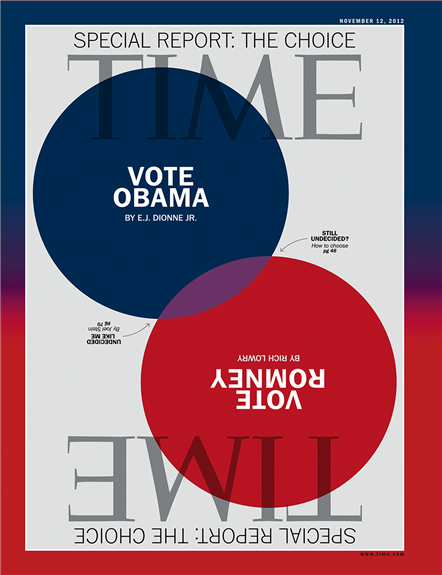 NOVEMBER 12, 2012
SPECIAL REPORT: THE CHOICE
TIME
VOTE
OBAMA
BY E.J. DIONNE JR.
STILL
UNDECIDED?
How to choose
pg 48
UNDECIDED
LIKE ME
By Joel Stein
pg 70
VOTE
ROMNEY
BY RICH LOWRY
TIME
SPECIAL REPORT: THE CHOICE
www.time.com